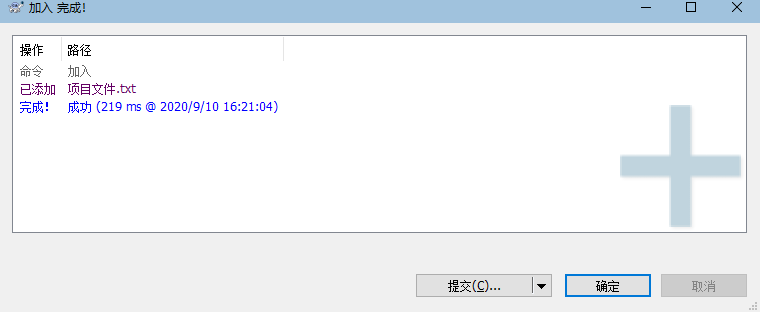 加入 完成!
操作 路径
命令 加入
已添加 项目文件.txt
完成! 成功 (219 ms @ 2020/9/10 16:21:04)
提交(C)... 确定 取消